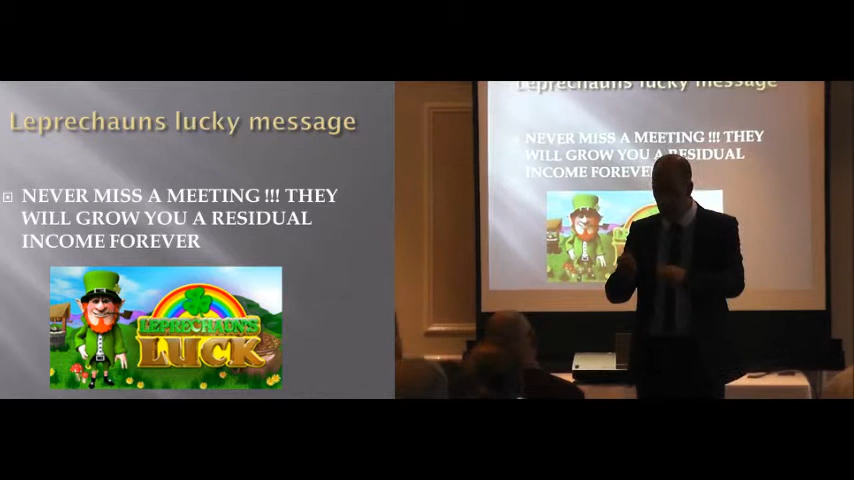 Leprechauns lucky message
NEVER MISS A MEETING !!! THEY
WILL GROW YOU A RESIDUAL
INCOME FOREVER
LEPRECHAUN'S
LUCK
Leprechauns lucky message
NEVER MISS A MEETING !!! THEY
WILL GROW YOU A RESIDUAL
INCOME FOREVER